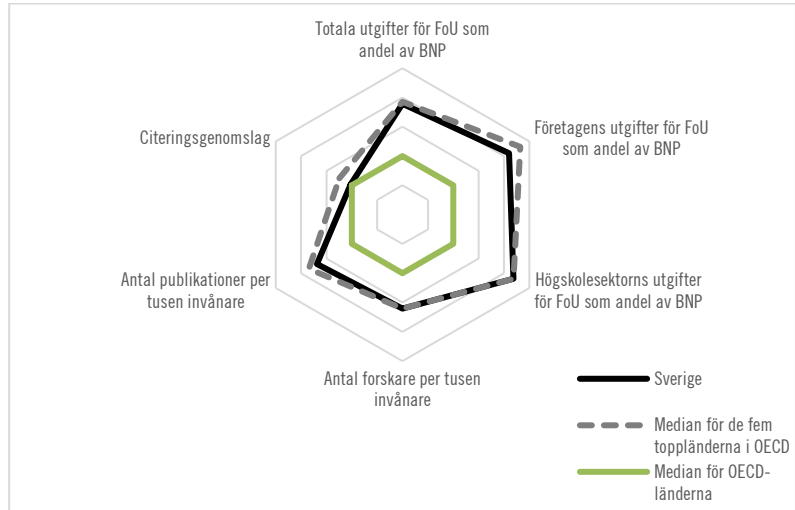 Totala utgifter för FoU som
andel av BNP
Citeringsgenomslag
Företagens utgifter för FoU
som andel av BNP
Antal publikationer per
tusen invånare
Högskolesektorns utgifter
för FoU som andel av BNP
Antal forskare per tusen
invånare
Sverige
Median för de fem
toppländerna i OECD
Median för OECD-
länderna